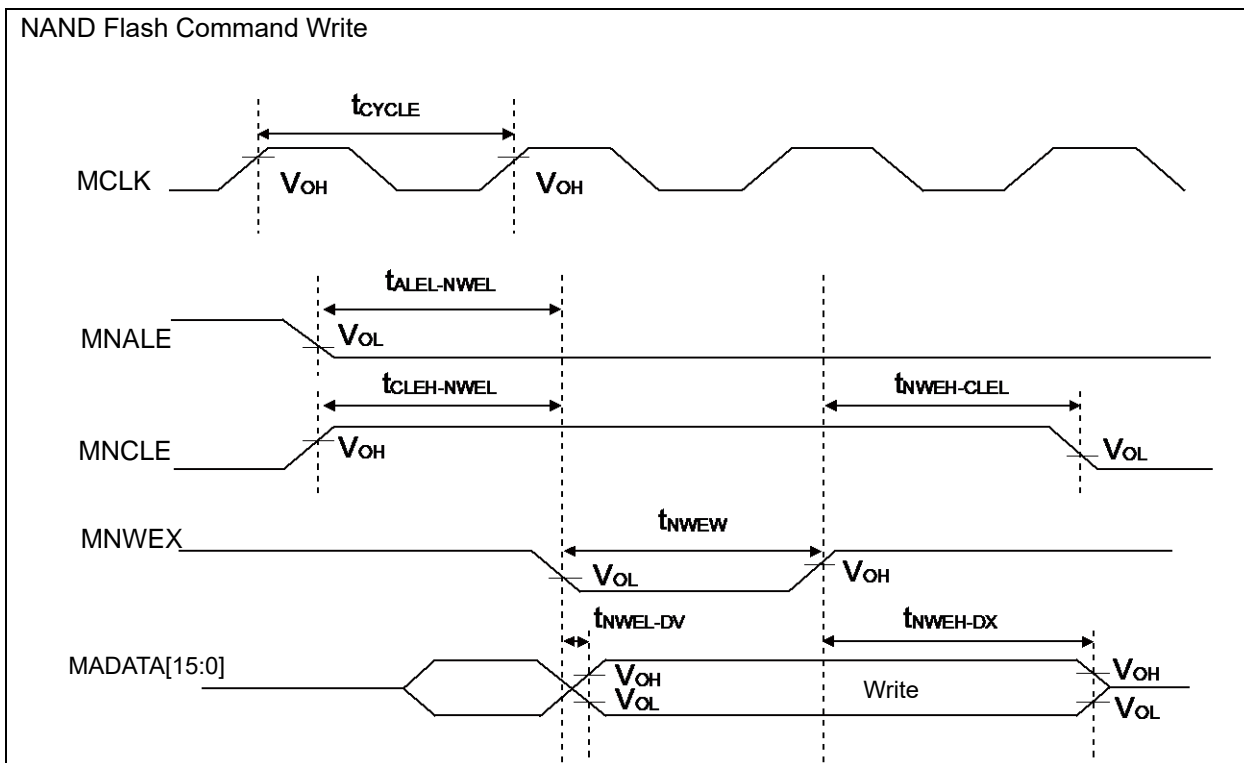 NAND Flash Command Write
tCYCLE
MCLK
VOH
VOH
tALEL-NWEL
MNALE
VOL
tCLEH-NWEL
tNWEH-CLEL
MNCLE
VOH
VOL
tNWEW
MNWEX
VOL
VOH
tNWEL-DV
tNWEH-DX
MADATA[15:0]
VOH
VOL
Write
VOH
VOL